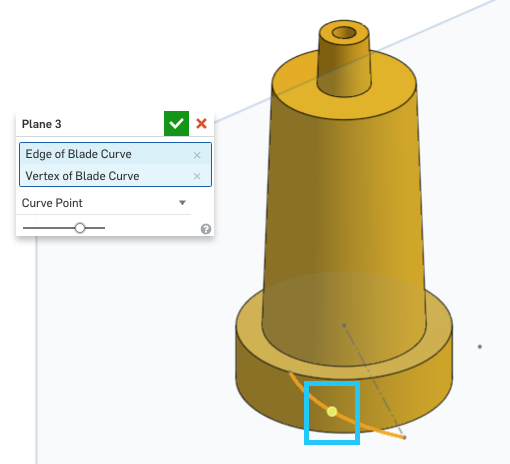 Plane 3
Edge of Blade Curve
Vertex of Blade Curve
Curve Point